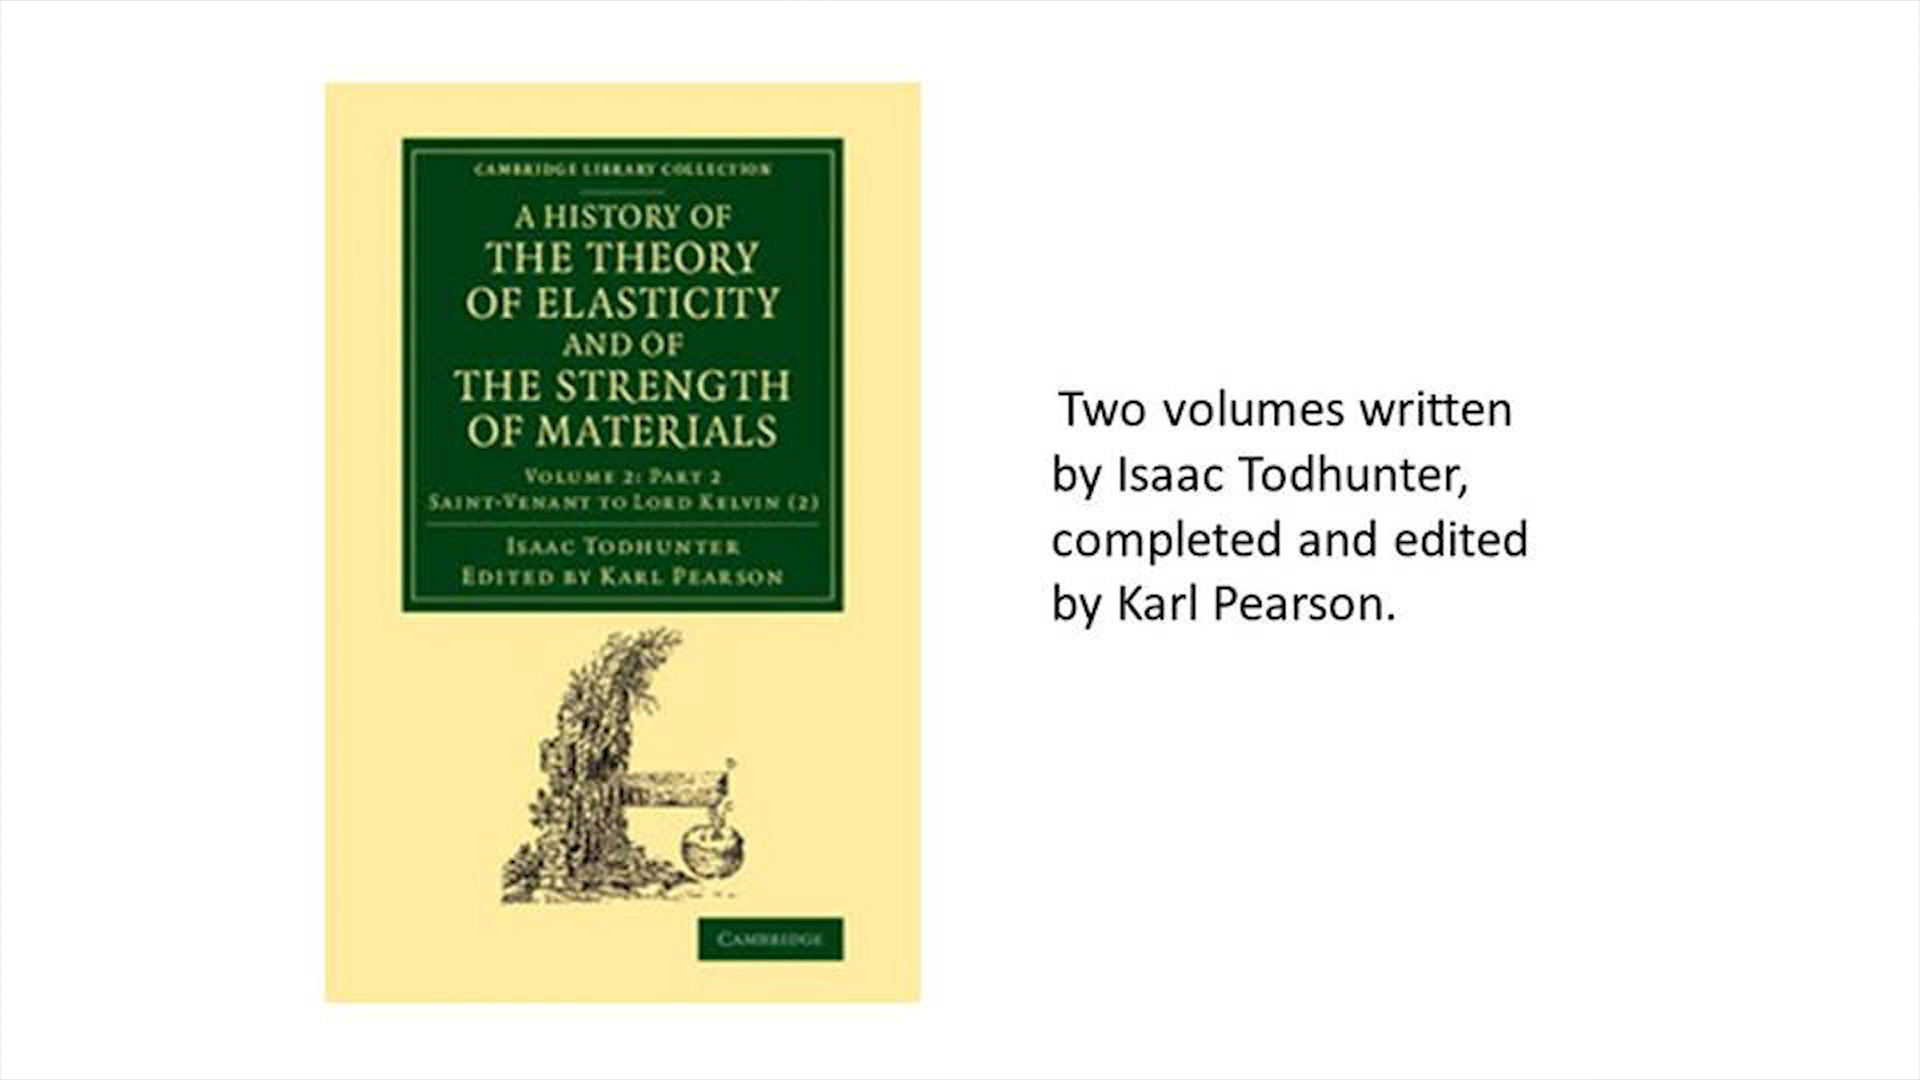 CAMBRIDGE LIBRARY COLLECTION
A HISTORY OF
THE THEORY
OF ELASTICITY
AND OF
THE STRENGTH
OF MATERIALS
VOLUME 2: PART 2
SAINT-VENANT TO LORD KELVIN (2)
ISAAC TODHUNTER
EDITED BY KARL PEARSON
CAMBRIDGE
Two volumes written
by Isaac Todhunter,
completed and edited
by Karl Pearson.